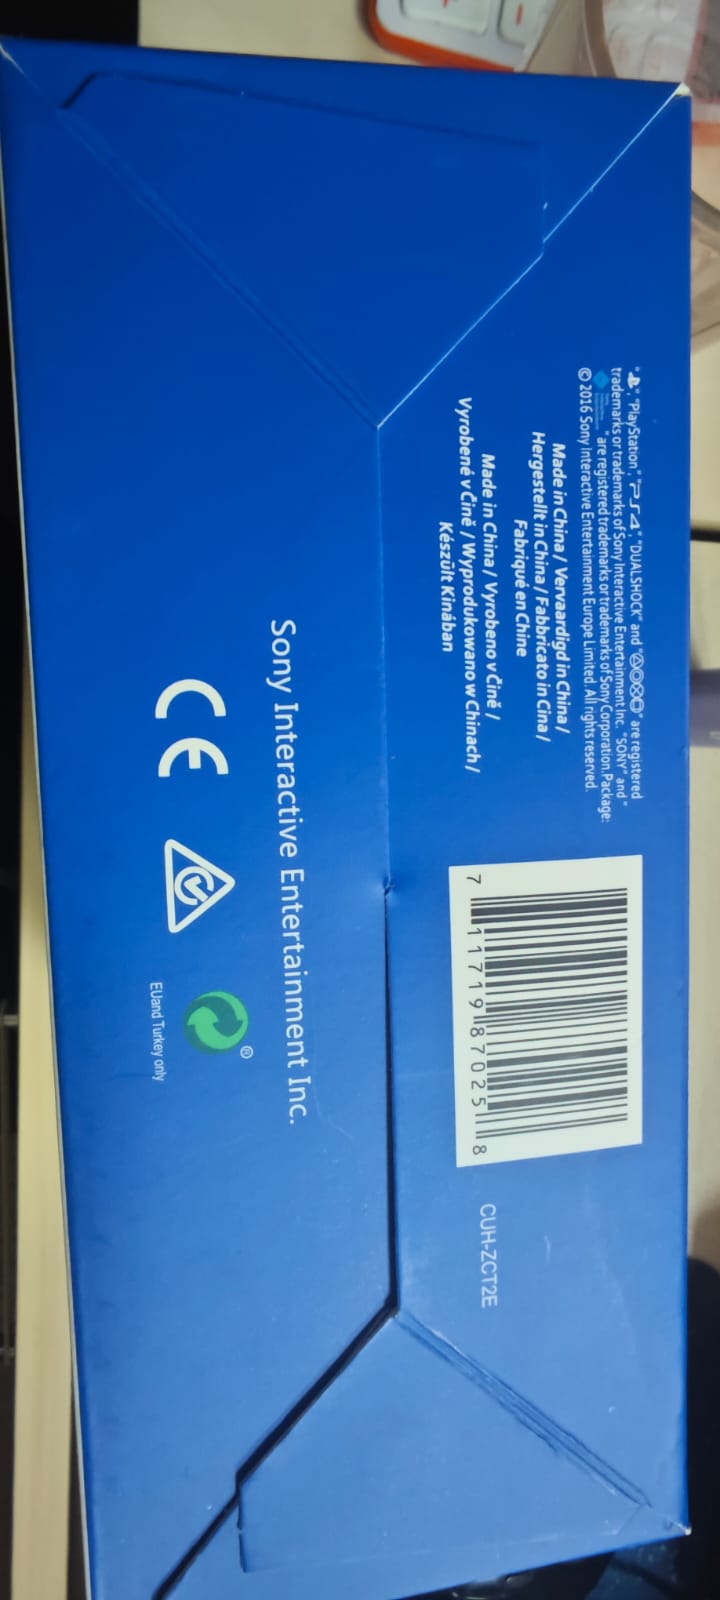 "PlayStation", "PS4", "DUALSHOCK" and " " are registered
trademarks or trademarks of Sony Interactive Entertainment Inc. "SONY" and "
" are registered trademarks or trademarks of Sony Corporation Package:
© 2016 Sony Interactive Entertainment Europe Limited. All rights reserved.
Made in China / Vervaardigd in China /
Hergestellt in China / Fabbricato in Cina /
Fabriqué en Chine
Made in China / Vyrobeno v Číně /
Vyrobené v Číně / Wyprodukowano w Chinach /
Készült Kínában
7 11719 87025 8
CUH-ZCT2E
Sony Interactive Entertainment Inc.
CE
®
EU and Turkey only